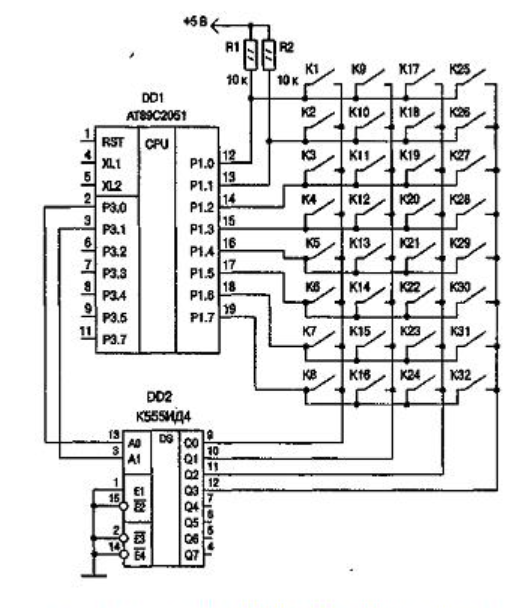 +5 В
R1 R2
10 к 10 к
K1 K9 K17 K25
K2 K10 K18 K26
K3 K11 K19 K27
K4 K12 K20 K28
K5 K13 K21 K29
K6 K14 K22 K30
K7 K15 K23 K31
K8 K16 K24 K32
DD1
AT89C2051
CPU
1 RST
4 XL1
5 XL2
2 P3.0
3 P3.1
6 P3.2
7 P3.3
8 P3.4
9 P3.5
11 P3.7
P1.0 12
P1.1 13
P1.2 14
P1.3 15
P1.4 16
P1.5 17
P1.6 18
P1.7 19
DD2
К555ИД4
13 A0
3 A1
1 E1
15 E2
2 E3
14 E4
Q0 9
Q1 10
Q2 11
Q3 12
Q4 7
Q5 6
Q6 5
Q7 4